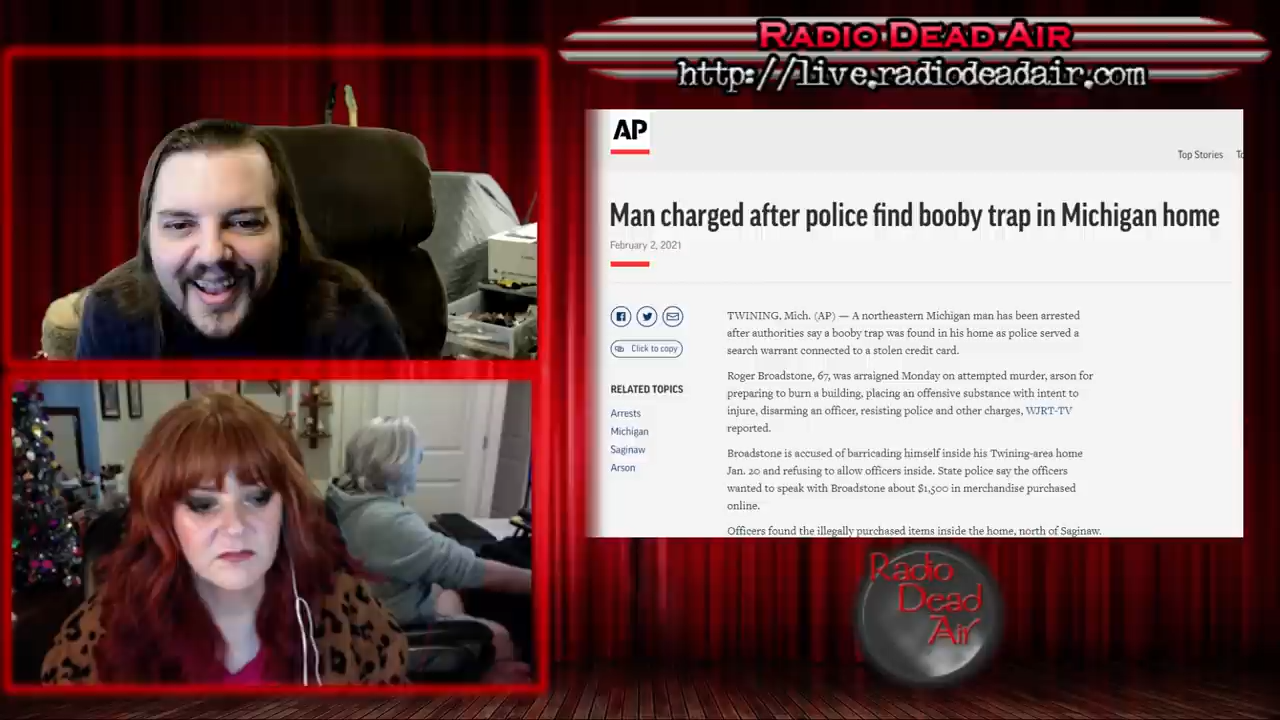 RADIO DEAD AIR
http://live.radiodeadair.com
AP
Top Stories
Man charged after police find booby trap in Michigan home
February 2, 2021
Click to copy
RELATED TOPICS
Arrests
Michigan
Saginaw
Arson
TWINING, Mich. (AP) — A northeastern Michigan man has been arrested
after authorities say a booby trap was found in his home as police served a
search warrant connected to a stolen credit card.
Roger Broadstone, 67, was arraigned Monday on attempted murder, arson for
preparing to burn a building, placing an offensive substance with intent to
injure, disarming an officer, resisting police and other charges, WJRT-TV
reported.
Broadstone is accused of barricading himself inside his Twining-area home
Jan. 20 and refusing to allow officers inside. State police say the officers
wanted to speak with Broadstone about $1,500 in merchandise purchased
online.
Officers found the illegally purchased items inside the home, north of Saginaw.
Radio
Dead
Air